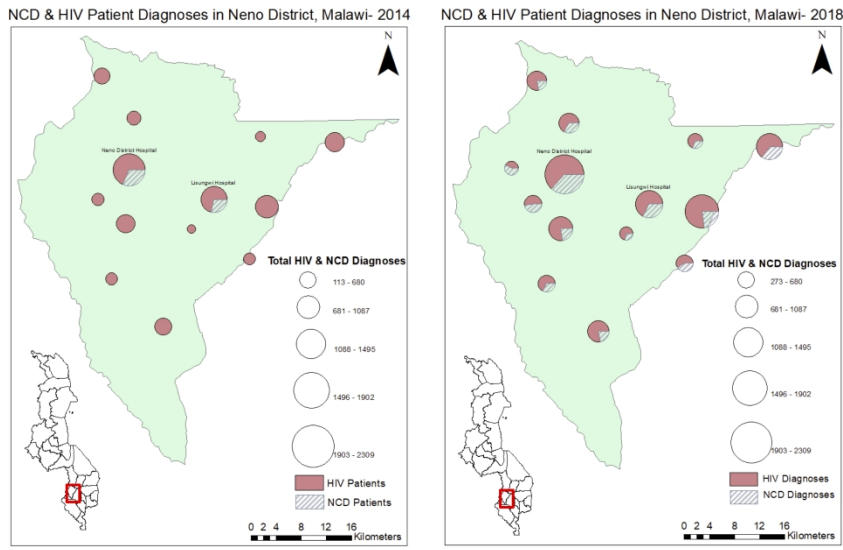 NCD & HIV Patient Diagnoses in Neno District, Malawi- 2014
N
Neno District Hospital
Lisungwi Hospital
Total HIV & NCD Diagnoses
113 - 680
681 - 1087
1088 - 1495
1496 - 1902
1903 - 2309
HIV Patients
NCD Patients
0 2 4 8 12 16
Kilometers
NCD & HIV Patient Diagnoses in Neno District, Malawi- 2018
N
Neno District Hospital
Lisungwi Hospital
Total HIV & NCD Diagnoses
273 - 680
681 - 1087
1088 - 1495
1496 - 1902
1903 - 2309
HIV Diagnoses
NCD Diagnoses
0 2 4 8 12 16
Kilometers